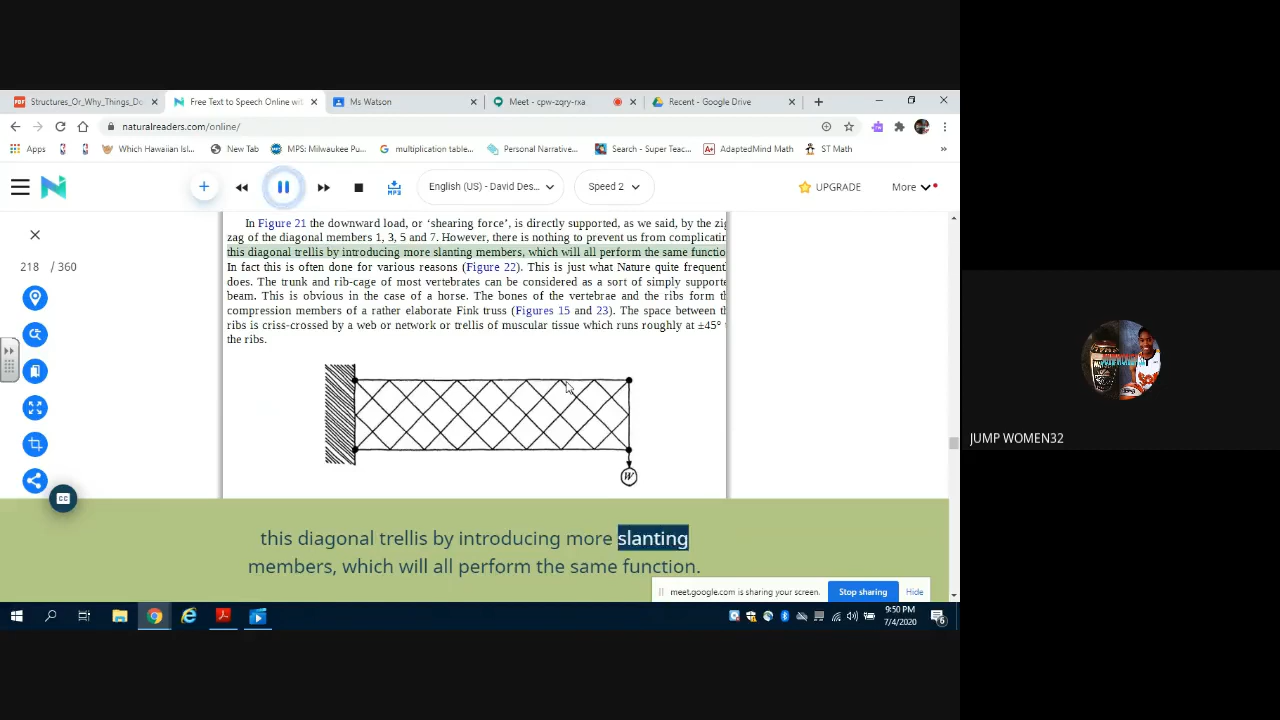 Structures_Or_Why_Things_Do
Free Text to Speech Online wit
Ms Watson
Meet - cpw-zqry-rxa
Recent - Google Drive
naturalreaders.com/online/
Apps
Which Hawaiian Isl...
New Tab
MPS: Milwaukee Pu...
multiplication table...
Personal Narrative...
Search - Super Teac...
AdaptedMind Math
ST Math
»
MP3
English (US) - David Des...
Speed 2
UPGRADE
More
218 / 360
In Figure 21 the downward load, or ‘shearing force’, is directly supported, as we said, by the zig
zag of the diagonal members 1, 3, 5 and 7. However, there is nothing to prevent us from complicatin
this diagonal trellis by introducing more slanting members, which will all perform the same functio
In fact this is often done for various reasons (Figure 22). This is just what Nature quite frequent
does. The trunk and rib-cage of most vertebrates can be considered as a sort of simply supporte
beam. This is obvious in the case of a horse. The bones of the vertebrae and the ribs form th
compression members of a rather elaborate Fink truss (Figures 15 and 23). The space between th
ribs is criss-crossed by a web or network or trellis of muscular tissue which runs roughly at ±45°
the ribs.
W
CC
this diagonal trellis by introducing more slanting
members, which will all perform the same function.
meet.google.com is sharing your screen.
Stop sharing
Hide
9:50 PM
7/4/2020
6
JUMP WOMEN32